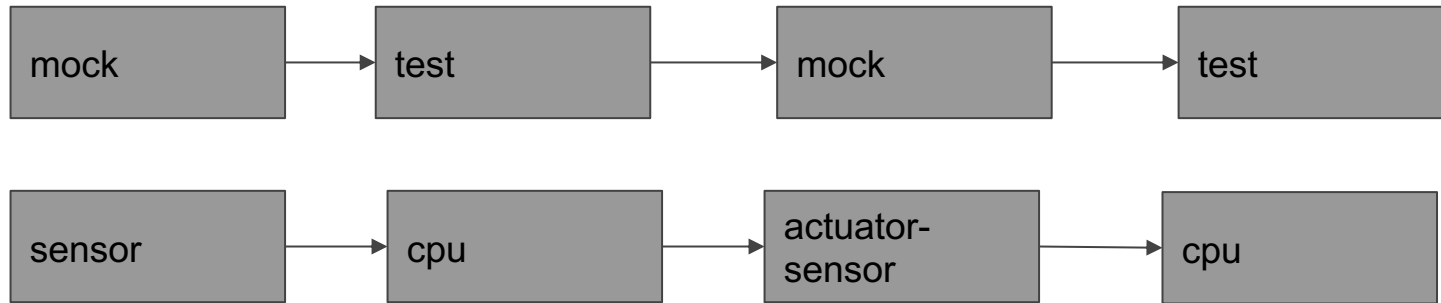 mock
test
mock
test
sensor
cpu
actuator-
sensor
cpu